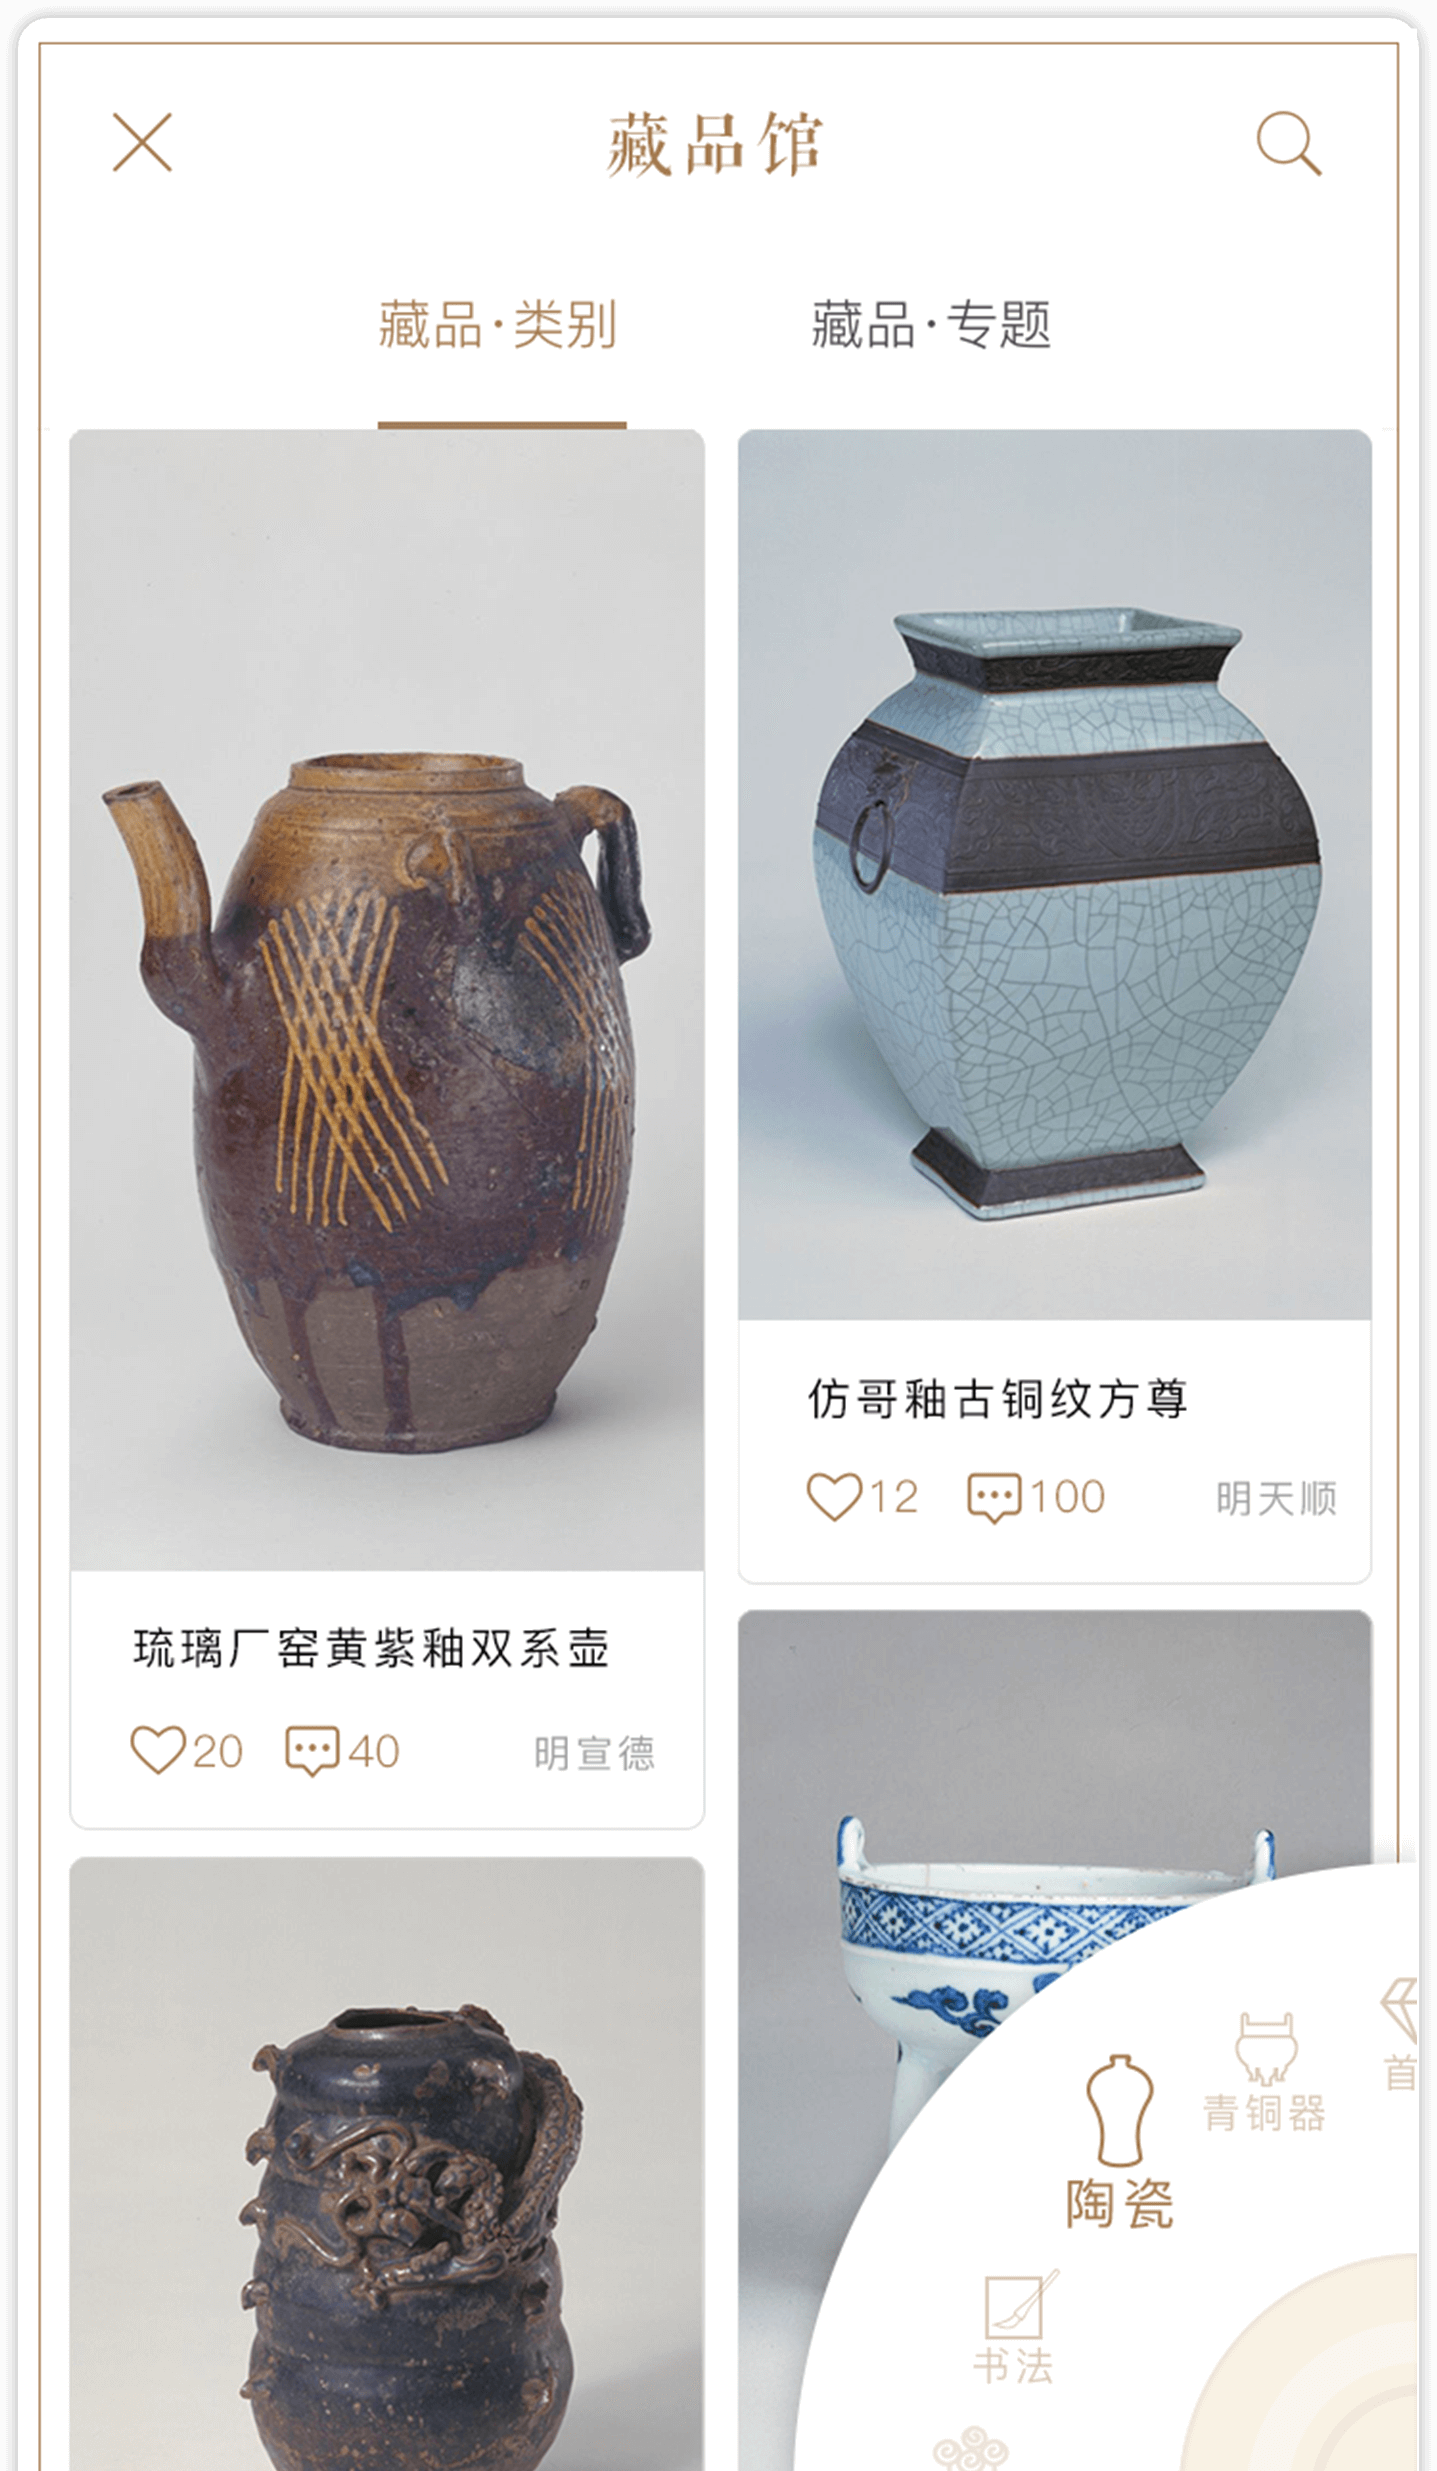 藏品馆
藏品·类别
藏品·专题
仿哥釉古铜纹方尊
12
100
明天顺
琉璃厂窑黄紫釉双系壶
20
40
明宣德
首
青铜器
陶瓷
书法